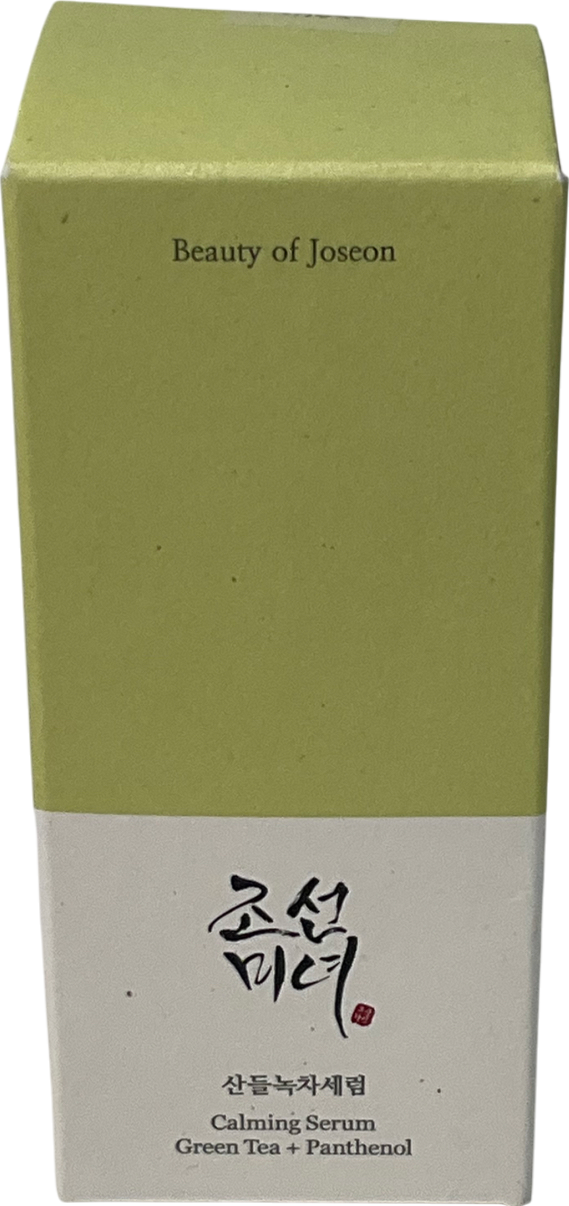 Beauty of Joseon
조선
미녀
산들녹차세럼
Calming Serum
Green Tea + Panthenol